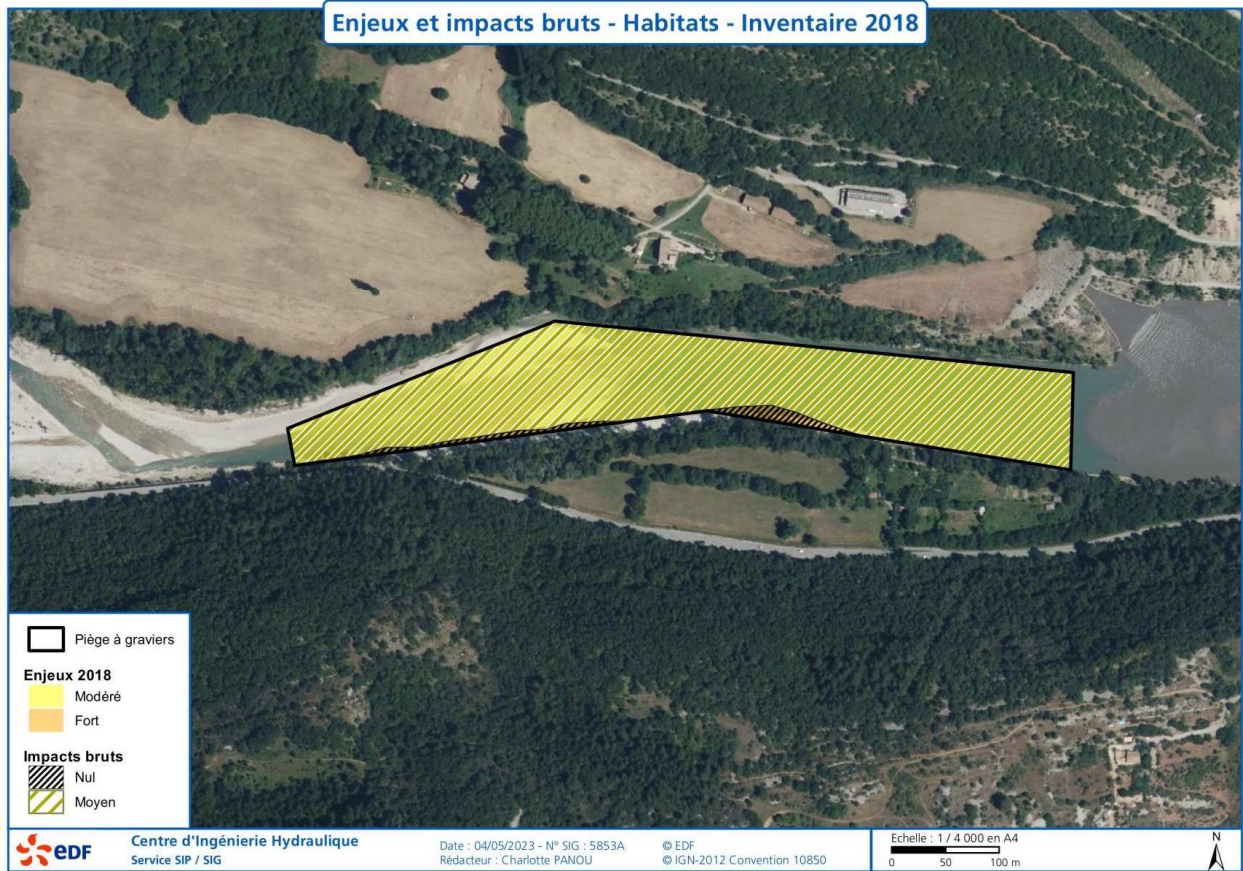 Enjeux et impacts bruts - Habitats - Inventaire 2018
Piège à graviers
Enjeux 2018
Modéré
Fort
Impacts bruts
Nul
Moyen
eDF
Centre d'Ingénierie Hydraulique
Service SIP / SIG
Date : 04/05/2023 - N° SIG : 5853A
Rédacteur : Charlotte PANOU
© EDF
© IGN-2012 Convention 10850
Echelle : 1 / 4 000 en A4
0 50 100 m
N